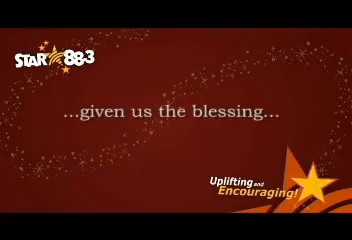 STAR 88.3
...given us the blessing...
Uplifting and
Encouraging!